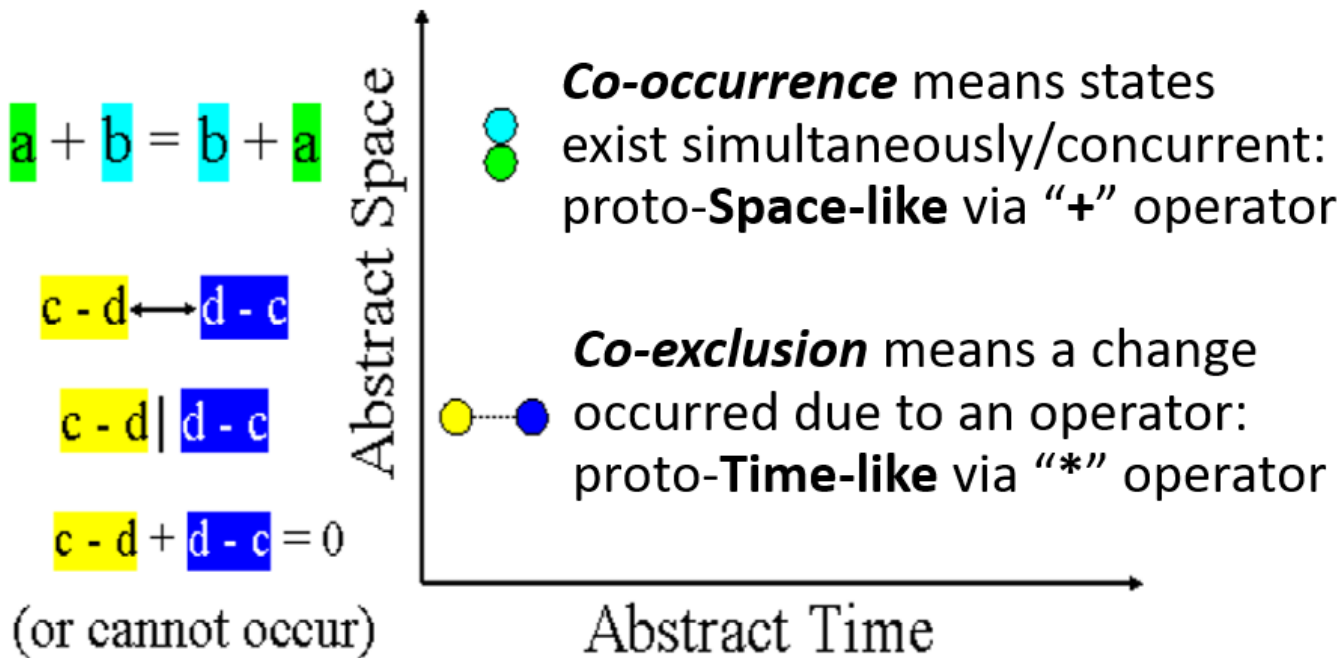 a + b = b + a
c - d ↔ d - c
c - d | d - c
c - d + d - c = 0
(or cannot occur)
Abstract Space
Co-occurrence means states
exist simultaneously/concurrent:
proto-Space-like via “+” operator
Co-exclusion means a change
occurred due to an operator:
proto-Time-like via “*” operator
Abstract Time